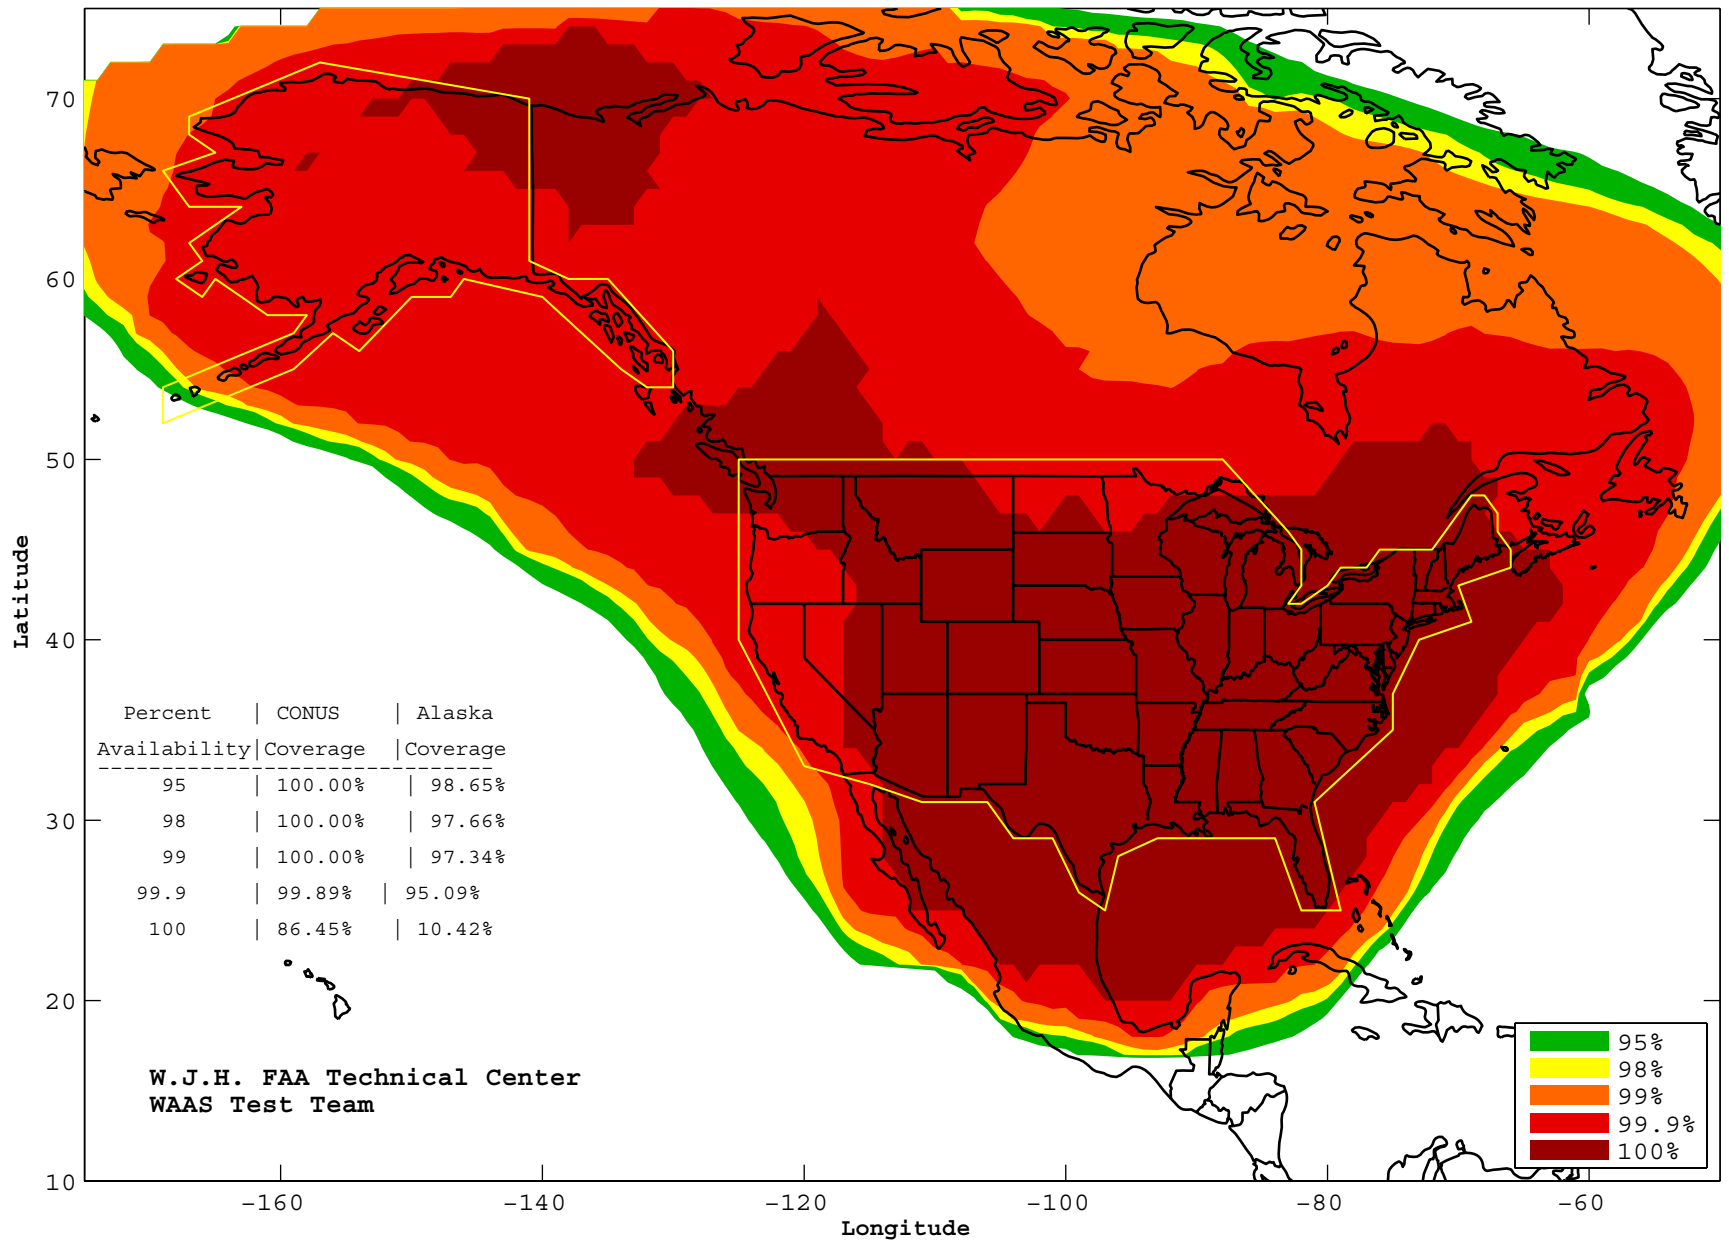 70
60
50
40
30
20
10
Latitude
Percent | CONUS | Alaska
Availability|Coverage |Coverage
--------------------------------
95 | 100.00% | 98.65%
98 | 100.00% | 97.66%
99 | 100.00% | 97.34%
99.9 | 99.89% | 95.09%
100 | 86.45% | 10.42%
W.J.H. FAA Technical Center
WAAS Test Team
95%
98%
99%
99.9%
100%
-160 -140 -120 -100 -80 -60
Longitude